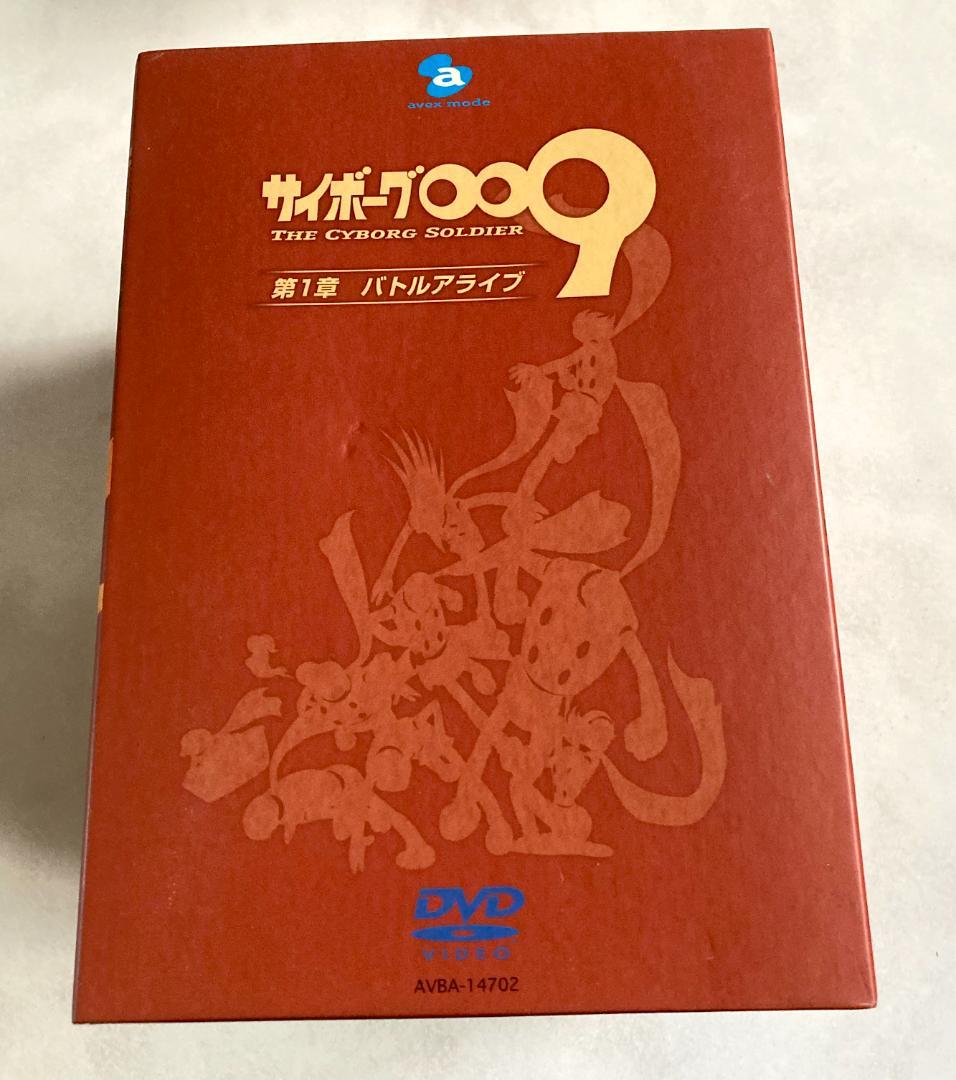 a
avex mode
サイボーグ009
THE CYBORG SOLDIER
第1章 バトルアライブ
DVD
VIDEO
AVBA-14702